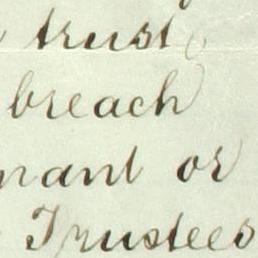 trust
breach
nant or
Trustees